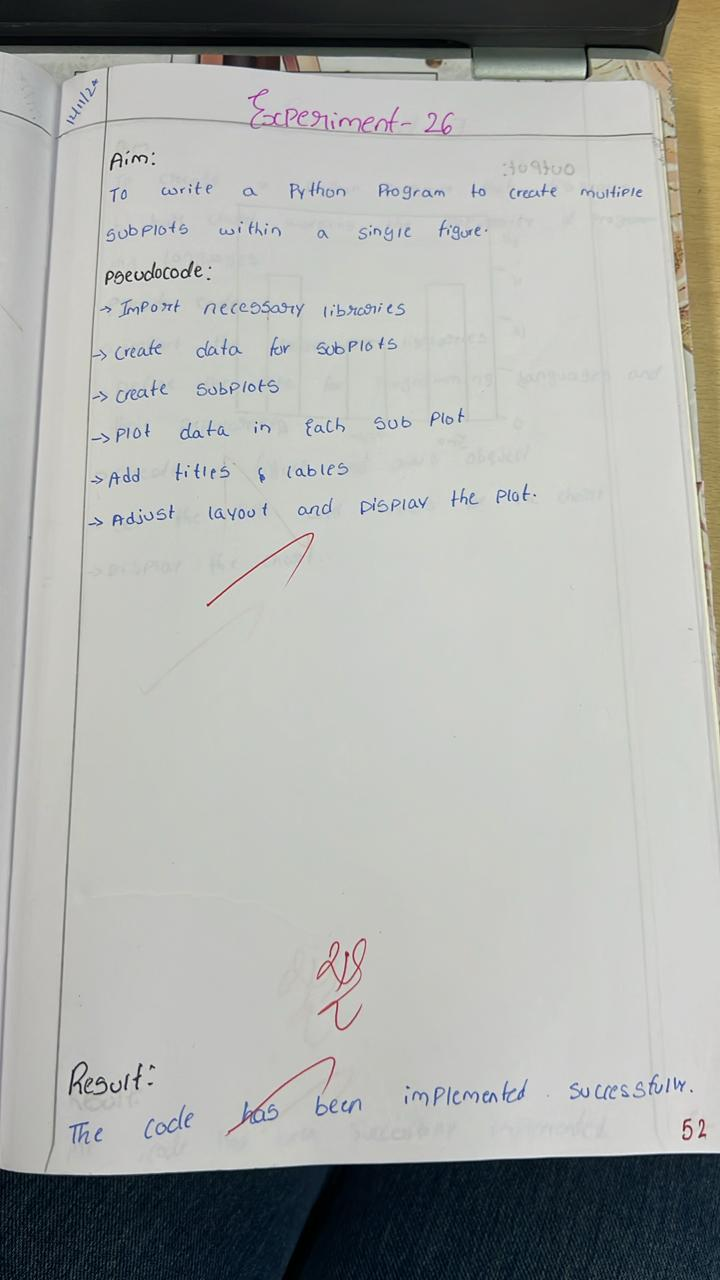 14/11/24
Experiment- 26
Aim:
output:
To write a Python Program to create multiple
subplots within a single figure.
Pseudocode:
→ Import necessary libraries
→ create data for subplots
→ create subplots
→ Plot data in Each Sub Plot
→ Add titles & lables
→ Adjust layout and Display the Plot.
Result:
The code has been implemented successfully.
52